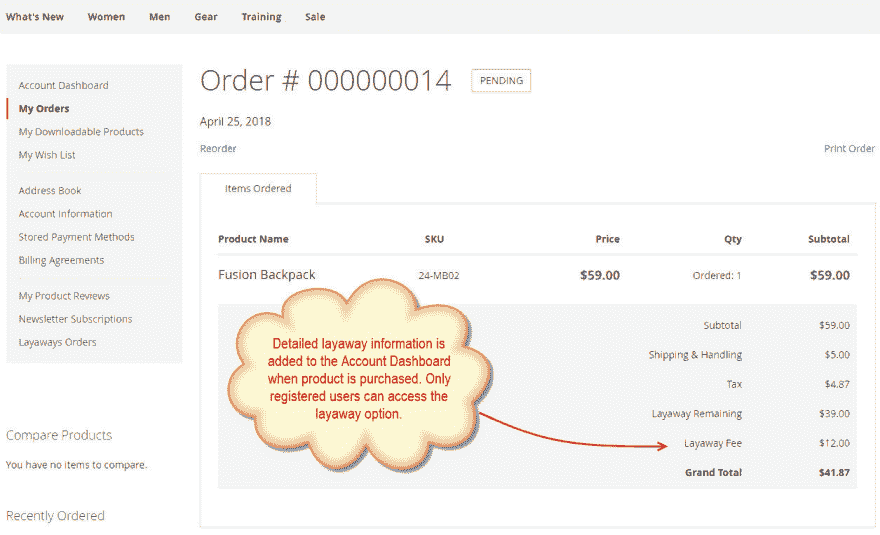 What's New Women Men Gear Training Sale
Account Dashboard
My Orders
My Downloadable Products
My Wish List
Address Book
Account Information
Stored Payment Methods
Billing Agreements
My Product Reviews
Newsletter Subscriptions
Layaways Orders
Compare Products
You have no items to compare.
Recently Ordered
Order # 000000014 PENDING
April 25, 2018
Reorder Print Order
Items Ordered
Product Name SKU Price Qty Subtotal
Fusion Backpack 24-MB02 $59.00 Ordered: 1 $59.00
Detailed layaway information is
added to the Account Dashboard
when product is purchased. Only
registered users can access the
layaway option.
Subtotal $59.00
Shipping & Handling $5.00
Tax $4.87
Layaway Remaining $39.00
Layaway Fee $12.00
Grand Total $41.87